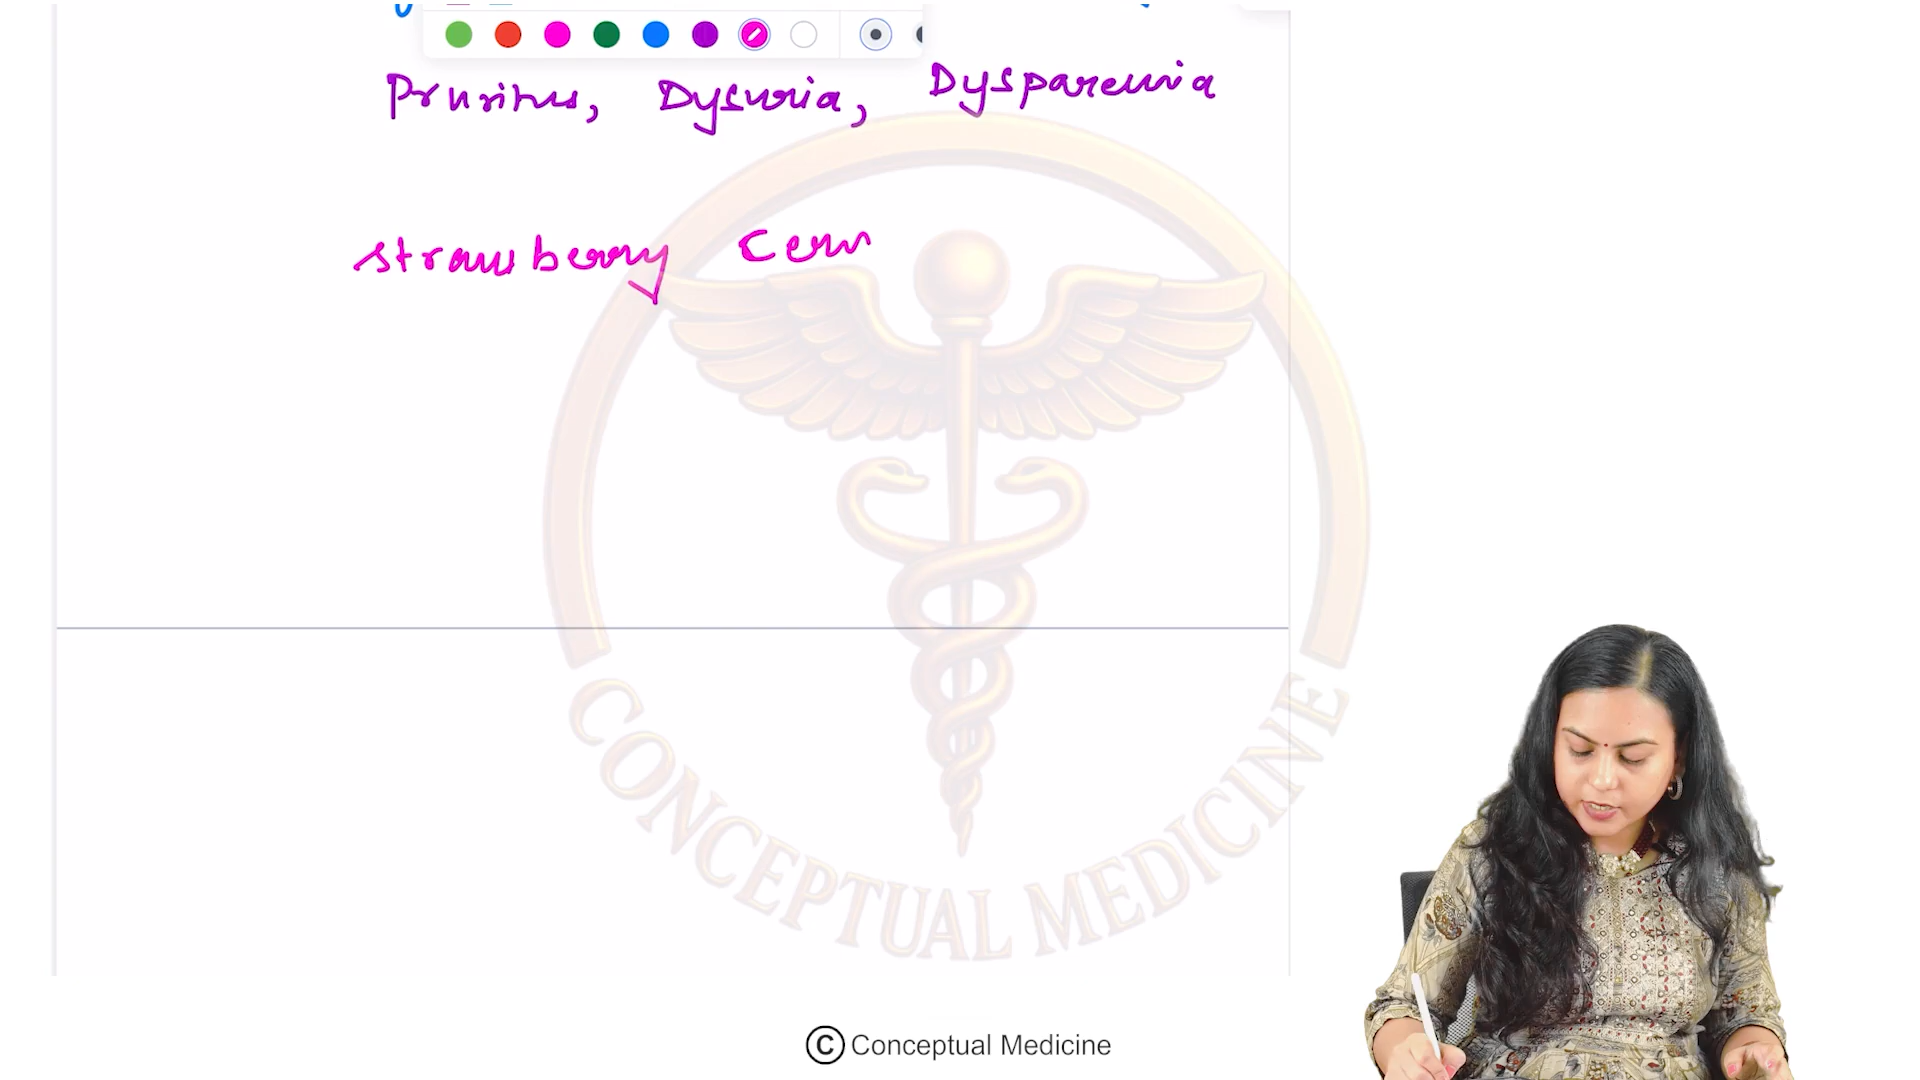 Pruritus, Dysuria, Dyspareunia
strawberry Cerv
CONCEPTUAL MEDICINE
© Conceptual Medicine